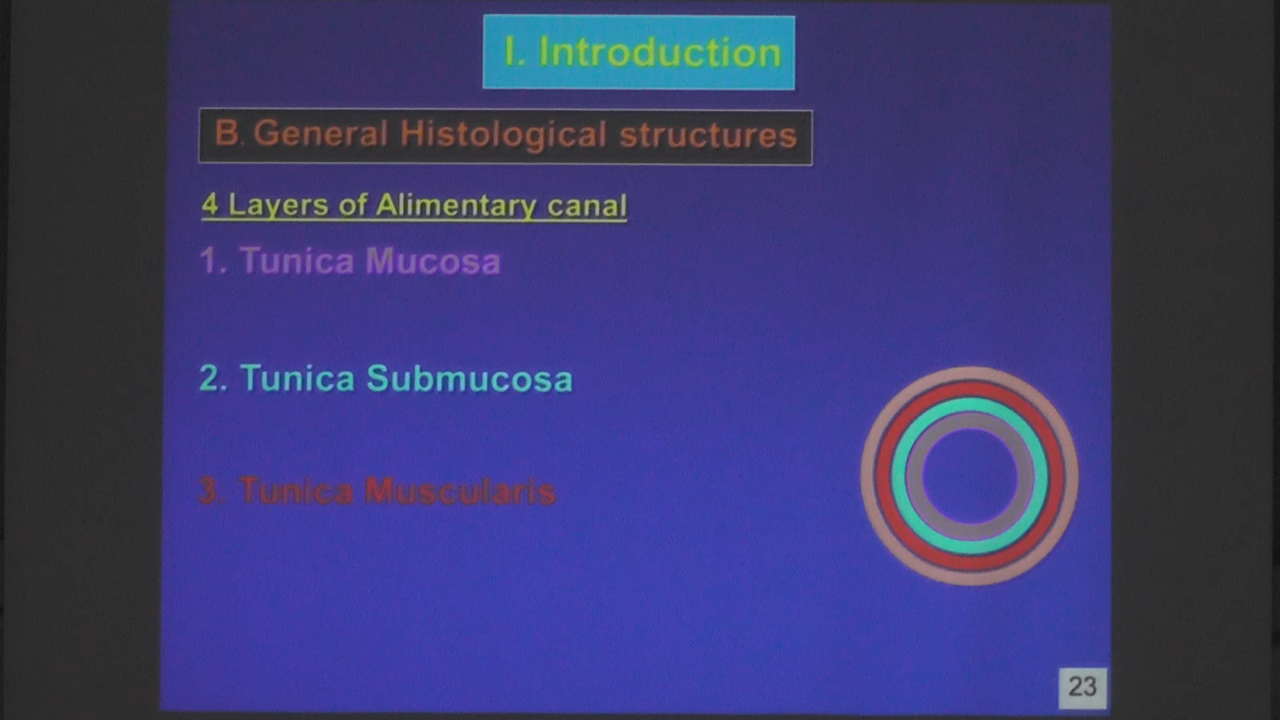 I. Introduction
B. General Histological structures
4 Layers of Alimentary canal
1. Tunica Mucosa
2. Tunica Submucosa
3. Tunica Muscularis
23